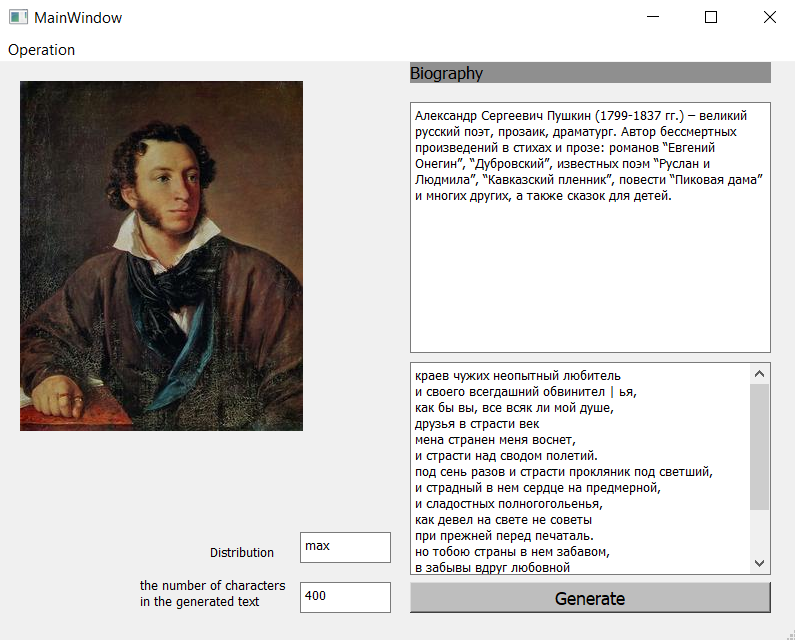 MainWindow
Operation
Biography
Александр Сергеевич Пушкин (1799-1837 гг.) – великий
русский поэт, прозаик, драматург. Автор бессмертных
произведений в стихах и прозе: романов “Евгений
Онегин”, “Дубровский”, известных поэм “Руслан и
Людмила”, “Кавказский пленник”, повести “Пиковая дама”
и многих других, а также сказок для детей.
краев чужих неопытный любитель
и своего всегдашний обвинител | ья,
как бы вы, все всяк ли мой душе,
друзья в страсти век
мена странен меня воснет,
и страсти над сводом полетий.
под сень разов и страсти прокляник под светший,
и страдный в нем сердце на предмерной,
и сладостных полногогольенья,
как девел на свете не советы
при прежней перед печаталь.
но тобою страны в нем забавом,
в забывы вдруг любовной
Distribution
max
the number of characters
in the generated text
400
Generate